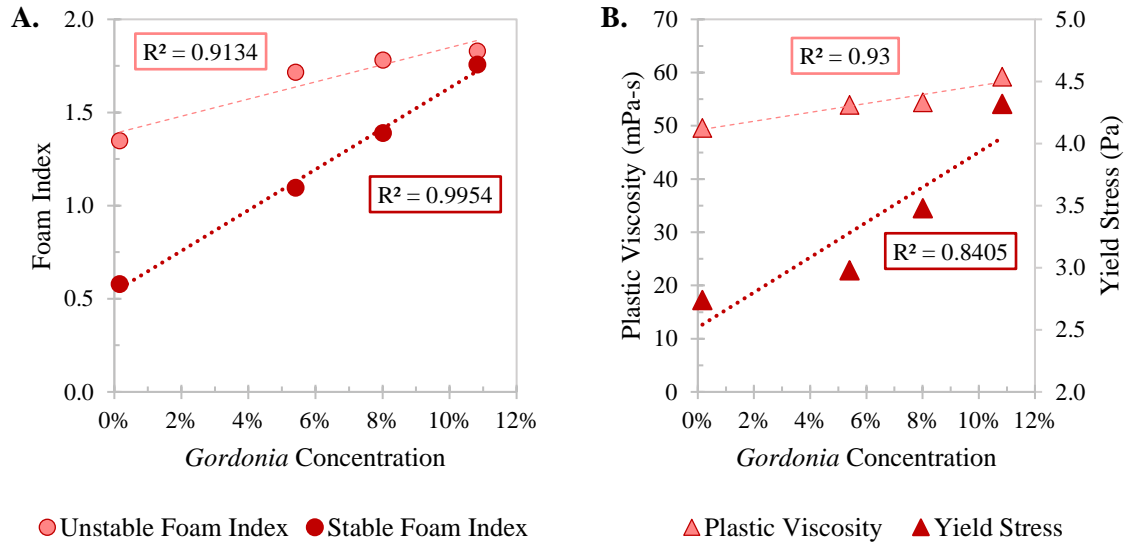 A.
2.0
1.5
1.0
0.5
0.0
Foam Index
R² = 0.9134
R² = 0.9954
0% 2% 4% 6% 8% 10% 12%
Gordonia Concentration
Unstable Foam Index Stable Foam Index
B.
70
60
50
40
30
20
10
0
Plastic Viscosity (mPa-s)
R² = 0.93
R² = 0.8405
5.0
4.5
4.0
3.5
3.0
2.5
2.0
Yield Stress (Pa)
0% 2% 4% 6% 8% 10% 12%
Gordonia Concentration
Plastic Viscosity Yield Stress